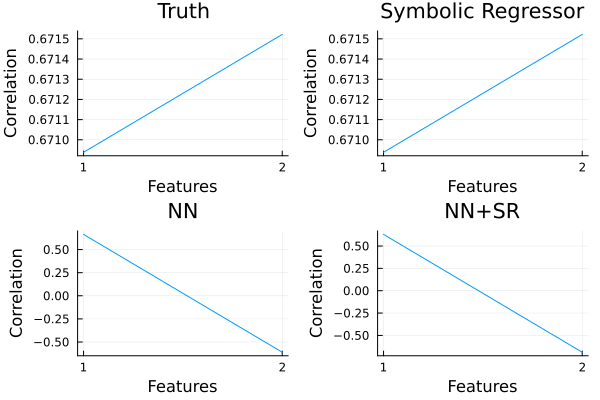 Truth
Correlation
0.6715
0.6714
0.6713
0.6712
0.6711
0.6710
1
2
Features
Symbolic Regressor
Correlation
0.6715
0.6714
0.6713
0.6712
0.6711
0.6710
1
2
Features
NN
Correlation
0.50
0.25
0.00
−0.25
−0.50
1
2
Features
NN+SR
Correlation
0.50
0.25
0.00
−0.25
−0.50
1
2
Features